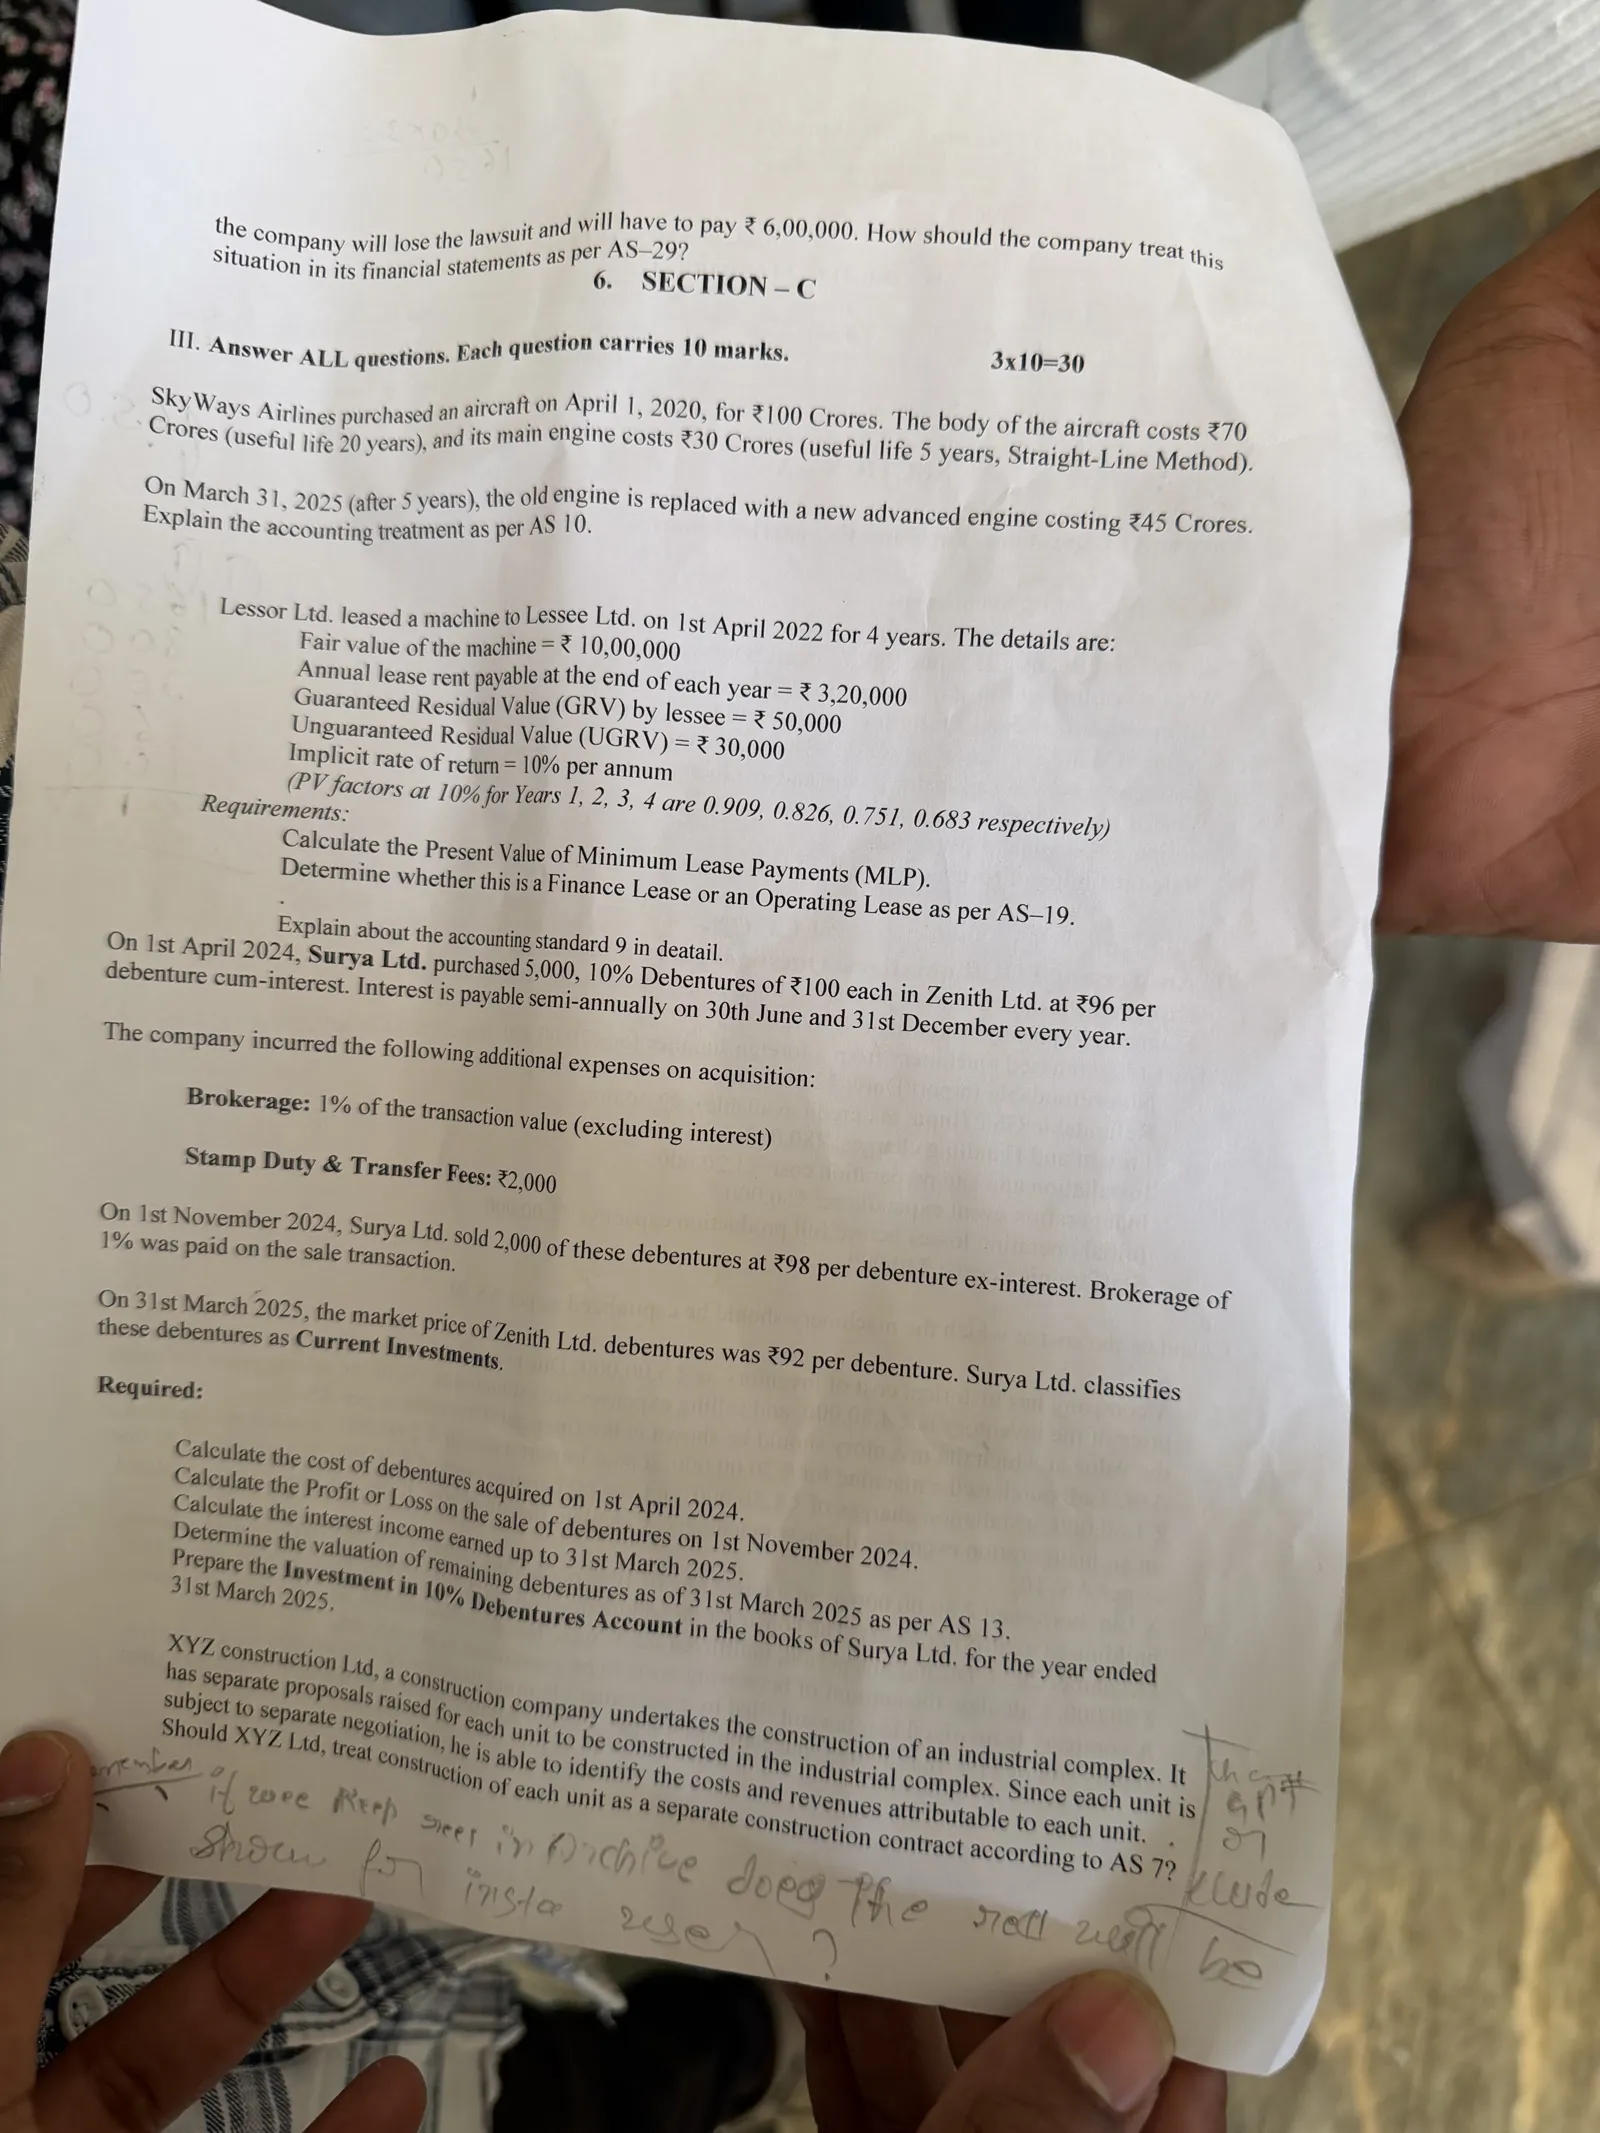 the company will lose the lawsuit and will have to pay ₹ 6,00,000. How should the company treat this
situation in its financial statements as per AS–29?
6. SECTION – C
III. Answer ALL questions. Each question carries 10 marks. 3x10=30
SkyWays Airlines purchased an aircraft on April 1, 2020, for ₹100 Crores. The body of the aircraft costs ₹70
Crores (useful life 20 years), and its main engine costs ₹30 Crores (useful life 5 years, Straight-Line Method).
On March 31, 2025 (after 5 years), the old engine is replaced with a new advanced engine costing ₹45 Crores.
Explain the accounting treatment as per AS 10.
Lessor Ltd. leased a machine to Lessee Ltd. on 1st April 2022 for 4 years. The details are:
Fair value of the machine = ₹ 10,00,000
Annual lease rent payable at the end of each year = ₹ 3,20,000
Guaranteed Residual Value (GRV) by lessee = ₹ 50,000
Unguaranteed Residual Value (UGRV) = ₹ 30,000
Implicit rate of return = 10% per annum
(PV factors at 10% for Years 1, 2, 3, 4 are 0.909, 0.826, 0.751, 0.683 respectively)
Requirements:
Calculate the Present Value of Minimum Lease Payments (MLP).
Determine whether this is a Finance Lease or an Operating Lease as per AS–19.
.
Explain about the accounting standard 9 in deatail.
On 1st April 2024, Surya Ltd. purchased 5,000, 10% Debentures of ₹100 each in Zenith Ltd. at ₹96 per
debenture cum-interest. Interest is payable semi-annually on 30th June and 31st December every year.
The company incurred the following additional expenses on acquisition:
Brokerage: 1% of the transaction value (excluding interest)
Stamp Duty & Transfer Fees: ₹2,000
On 1st November 2024, Surya Ltd. sold 2,000 of these debentures at ₹98 per debenture ex-interest. Brokerage of
1% was paid on the sale transaction.
On 31st March 2025, the market price of Zenith Ltd. debentures was ₹92 per debenture. Surya Ltd. classifies
these debentures as Current Investments.
Required:
Calculate the cost of debentures acquired on 1st April 2024.
Calculate the Profit or Loss on the sale of debentures on 1st November 2024.
Calculate the interest income earned up to 31st March 2025.
Determine the valuation of remaining debentures as of 31st March 2025 as per AS 13.
Prepare the Investment in 10% Debentures Account in the books of Surya Ltd. for the year ended
31st March 2025.
XYZ construction Ltd, a construction company undertakes the construction of an industrial complex. It
has separate proposals raised for each unit to be constructed in the industrial complex. Since each unit is
subject to separate negotiation, he is able to identify the costs and revenues attributable to each unit. .
Should XYZ Ltd, treat construction of each unit as a separate construction contract according to AS 7?
if wee keep in Archive does the rell will be
show for insta user ?